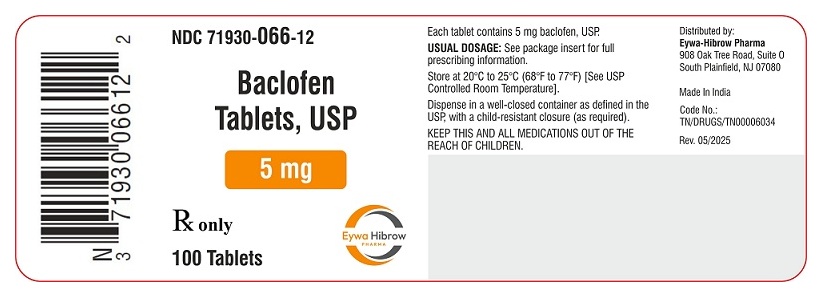 N
3
71930 06612
2
NDC 71930-066-12
Baclofen
Tablets, USP
5 mg
Rx only
100 Tablets
Eywa Hibrow
PHARMA
Each tablet contains 5 mg baclofen, USP.
USUAL DOSAGE: See package insert for full
prescribing information.
Store at 20°C to 25°C (68°F to 77°F) [See USP
Controlled Room Temperature].
Dispense in a well-closed container as defined in the
USP, with a child-resistant closure (as required).
KEEP THIS AND ALL MEDICATIONS OUT OF THE
REACH OF CHILDREN.
Distributed by:
Eywa-Hibrow Pharma
908 Oak Tree Road, Suite O
South Plainfield, NJ 07080
Made In India
Code No.:
TN/DRUGS/TN00006034
Rev. 05/2025